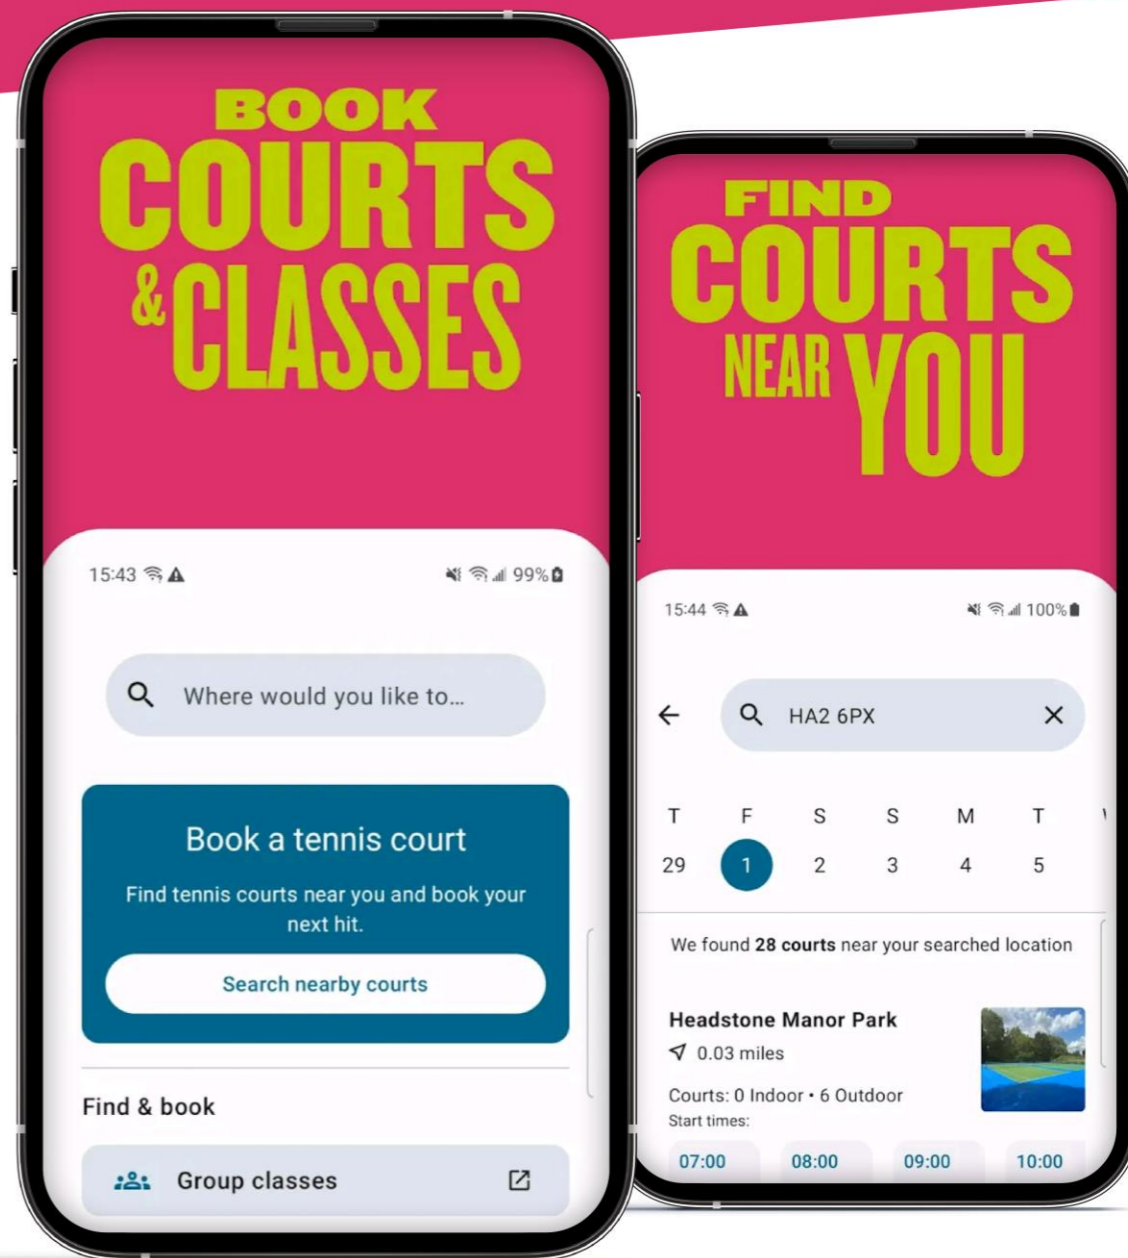 BOOK
COURTS
& CLASSES
15:43
99%
Where would you like to...
Book a tennis court
Find tennis courts near you and book your
next hit.
Search nearby courts
Find & book
Group classes
FIND
COURTS
NEAR YOU
15:44
100%
HA2 6PX
T F S S M T
29 1 2 3 4 5
We found 28 courts near your searched location
Headstone Manor Park
0.03 miles
Courts: 0 Indoor • 6 Outdoor
Start times:
07:00 08:00 09:00 10:00